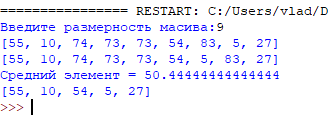 ================ RESTART: C:/Users/vlad/D
Введите размерность масива:9
[55, 10, 74, 73, 73, 54, 83, 5, 27]
[55, 10, 74, 73, 73, 54, 5, 83, 27]
Средний элемент = 50.44444444444444
[55, 10, 54, 5, 27]
>>>